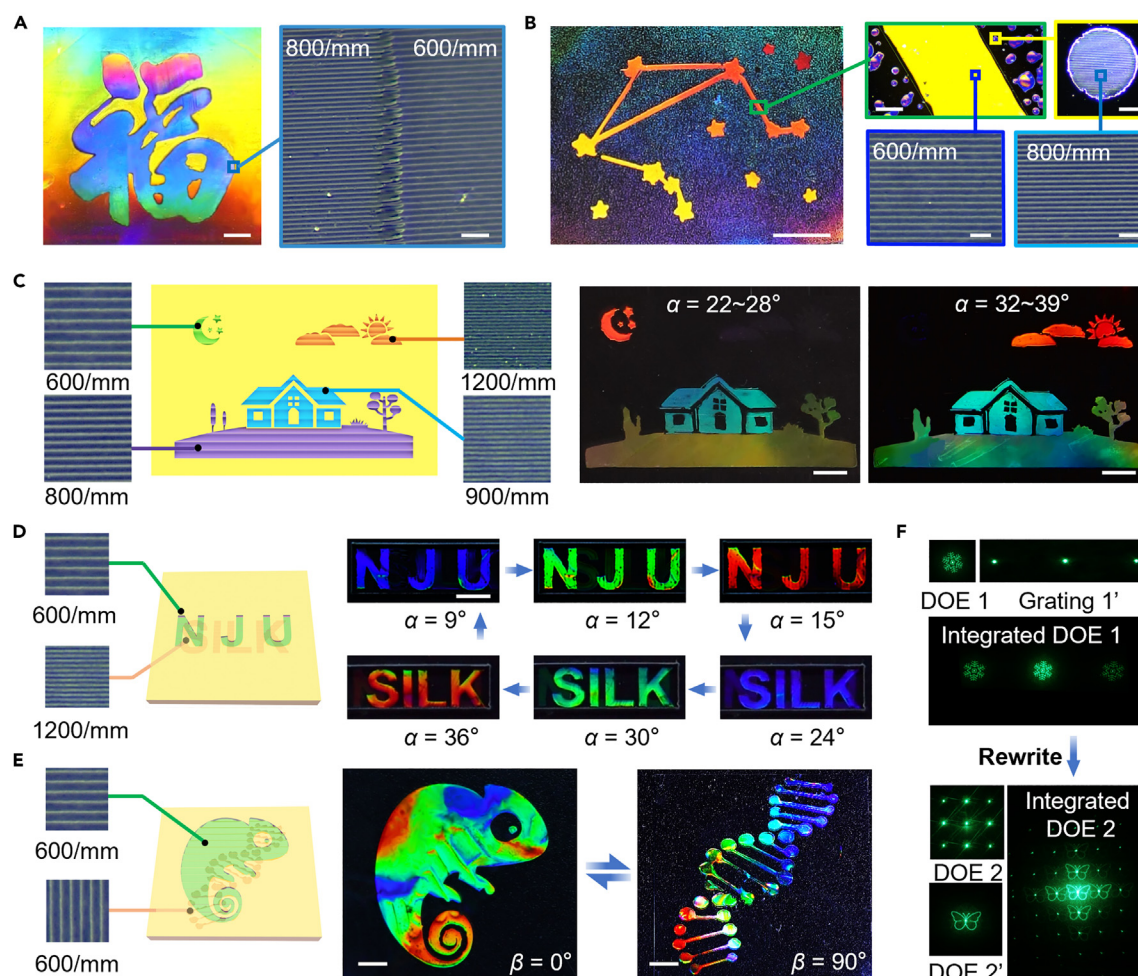 A
福
800/mm
600/mm
B
600/mm
800/mm
C
600/mm
800/mm
1200/mm
900/mm
α = 22~28°
α = 32~39°
D
600/mm
1200/mm
NJU
SILK
N J U
α = 9°
N J U
α = 12°
N J U
α = 15°
SILK
α = 36°
SILK
α = 30°
SILK
α = 24°
E
600/mm
600/mm
β = 0°
β = 90°
F
DOE 1
Grating 1’
Integrated DOE 1
Rewrite
DOE 2
DOE 2’
Integrated
DOE 2